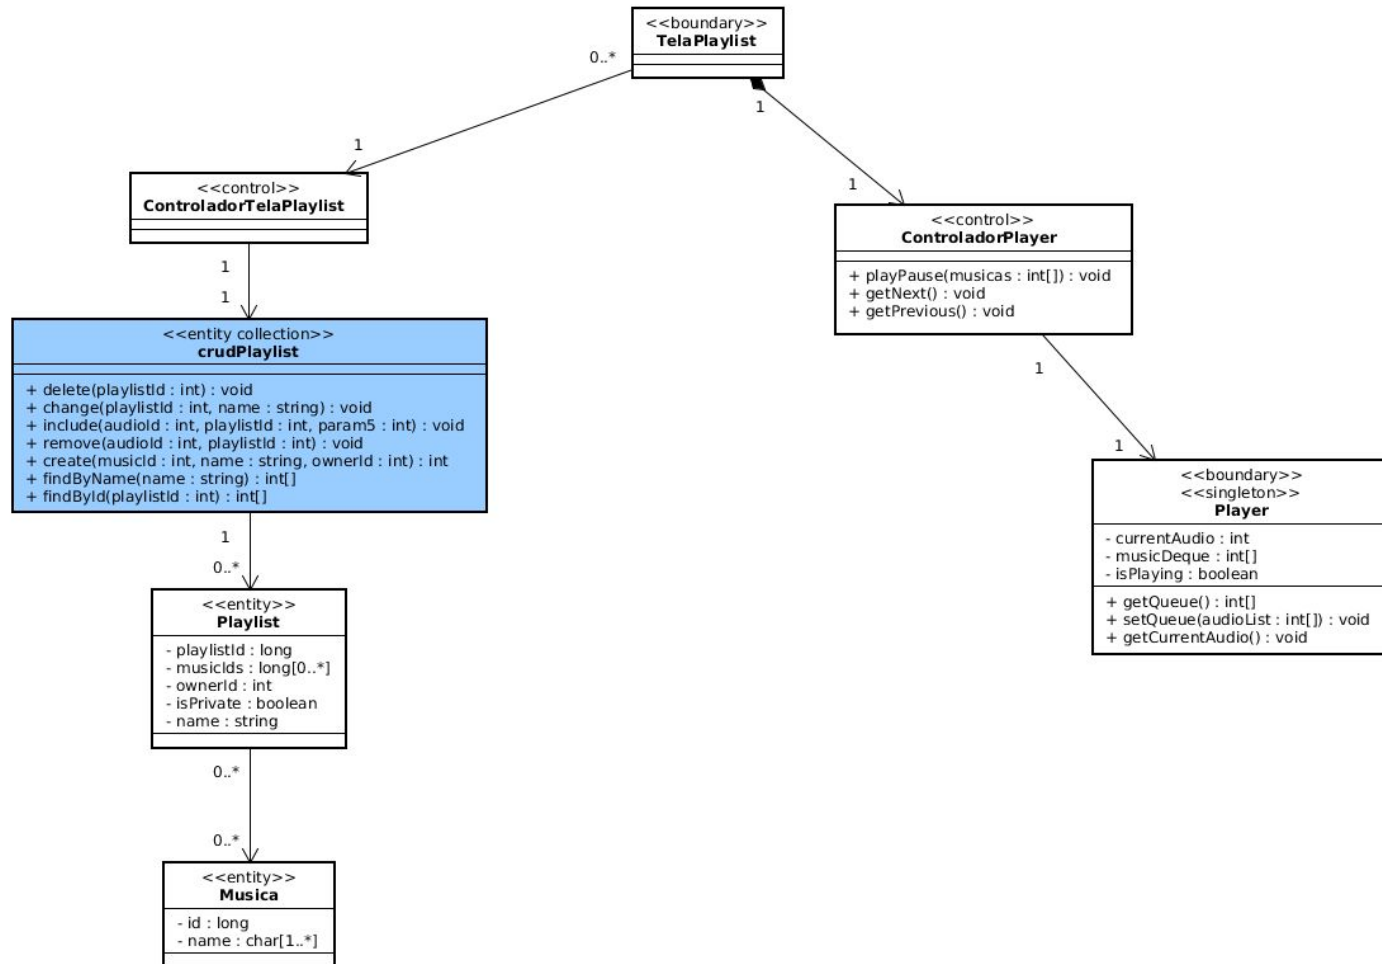 <<boundary>>
TelaPlaylist
0..*
1
1
1
<<control>>
ControladorTelaPlaylist
<<control>>
ControladorPlayer
+ playPause(musicas : int[]) : void
+ getNext() : void
+ getPrevious() : void
1
1
<<entity collection>>
crudPlaylist
+ delete(playlistId : int) : void
+ change(playlistId : int, name : string) : void
+ include(audioId : int, playlistId : int, param5 : int) : void
+ remove(audioId : int, playlistId : int) : void
+ create(musicId : int, name : string, ownerId : int) : int
+ findByName(name : string) : int[]
+ findById(playlistId : int) : int[]
1
1
<<boundary>>
<<singleton>>
Player
- currentAudio : int
- musicDeque : int[]
- isPlaying : boolean
+ getQueue() : int[]
+ setQueue(audioList : int[]) : void
+ getCurrentAudio() : void
1
0..*
<<entity>>
Playlist
- playlistId : long
- musicIds : long[0..*]
- ownerId : int
- isPrivate : boolean
- name : string
0..*
0..*
<<entity>>
Musica
- id : long
- name : char[1..*]